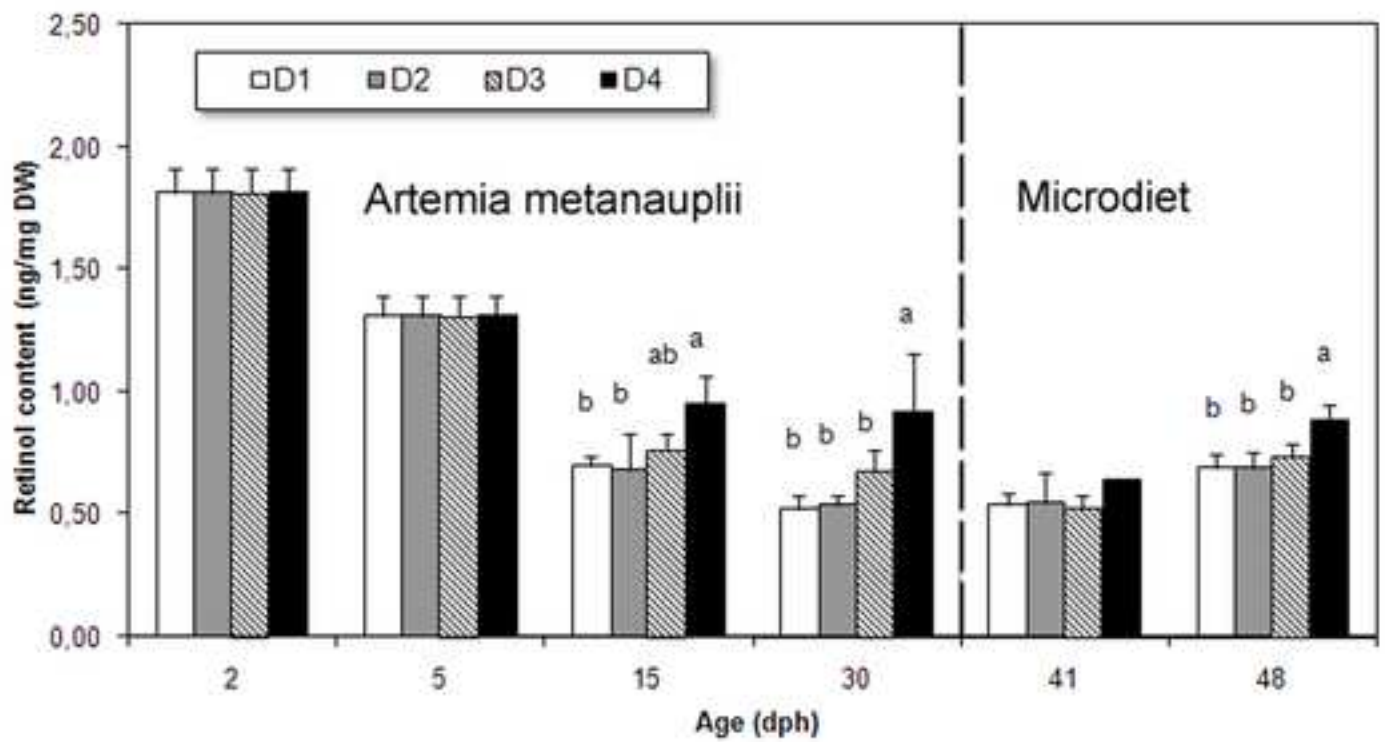 2,50
D1 D2 D3 D4
2,00
Artemia metanauplii Microdiet
1,50
a
a ab a
1,00
b b b b b b b b
0,50
0,00
2 5 15 30 41 48
Age (dph)
Retinol content (ng/mg DW)